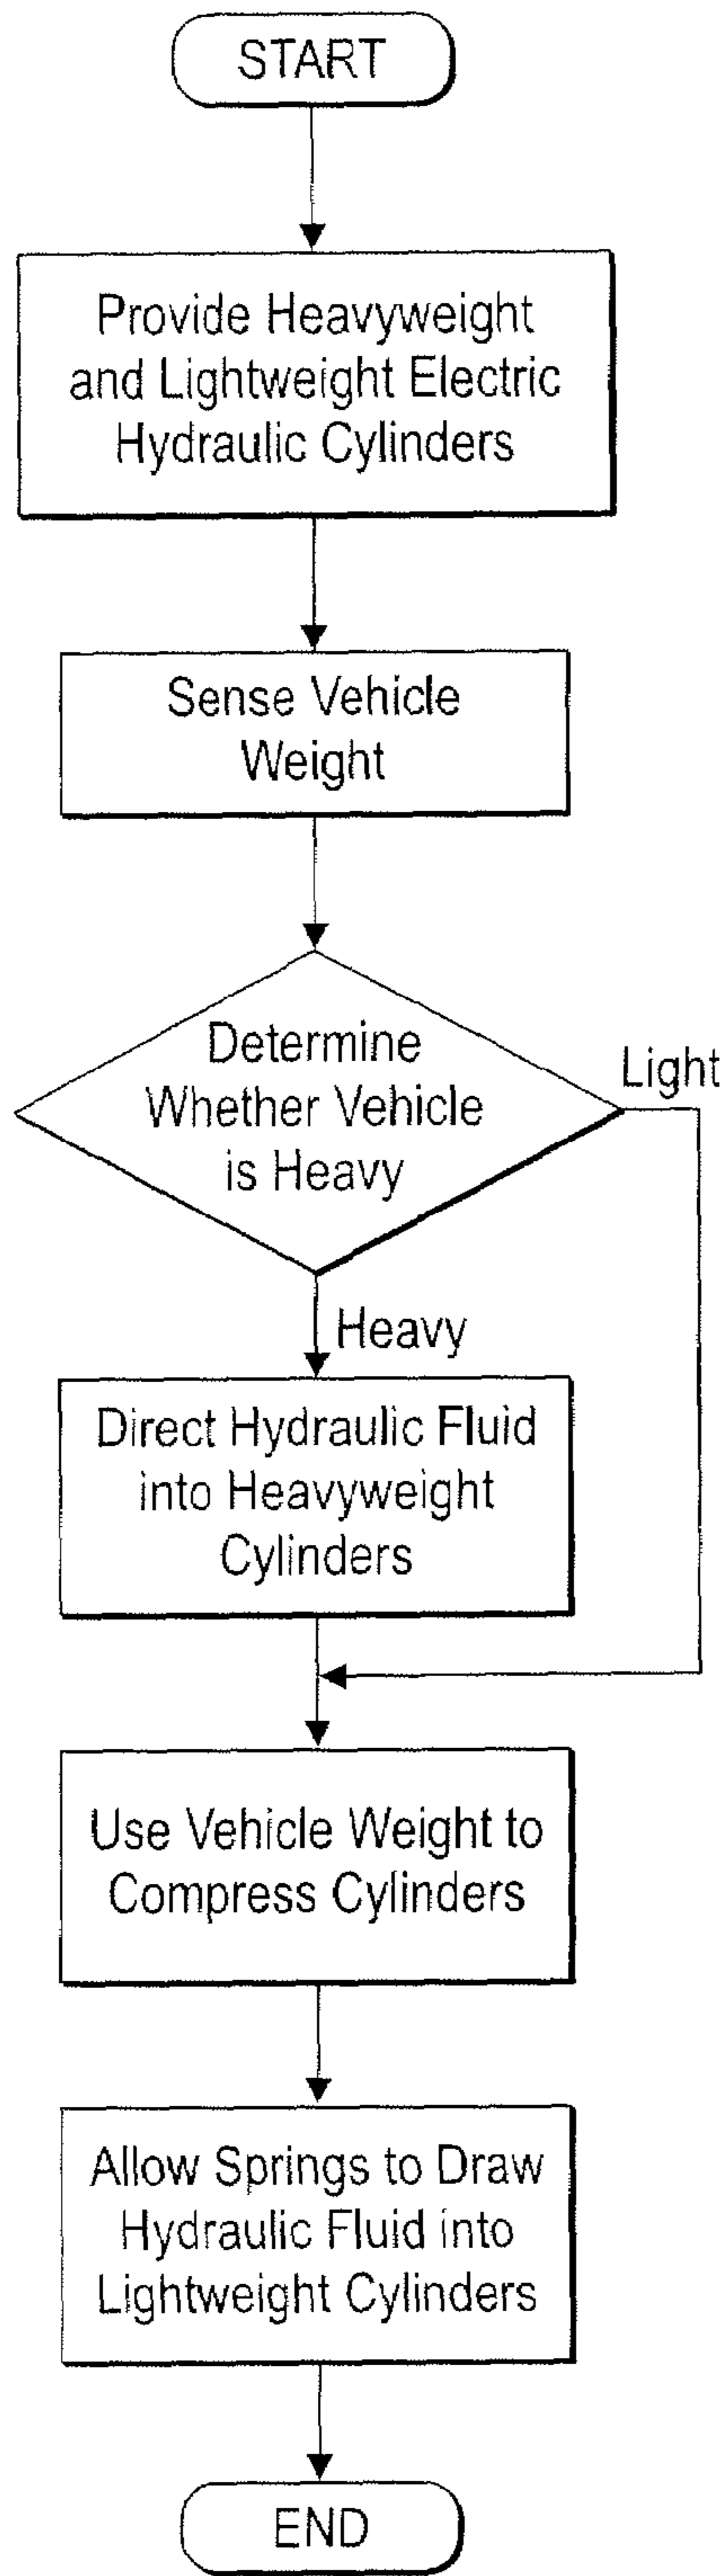 START
Provide Heavyweight
and Lightweight Electric
Hydraulic Cylinders
Sense Vehicle
Weight
Determine
Whether Vehicle
is Heavy
Light
Heavy
Direct Hydraulic Fluid
into Heavyweight
Cylinders
Use Vehicle Weight to
Compress Cylinders
Allow Springs to Draw
Hydraulic Fluid into
Lightweight Cylinders
END